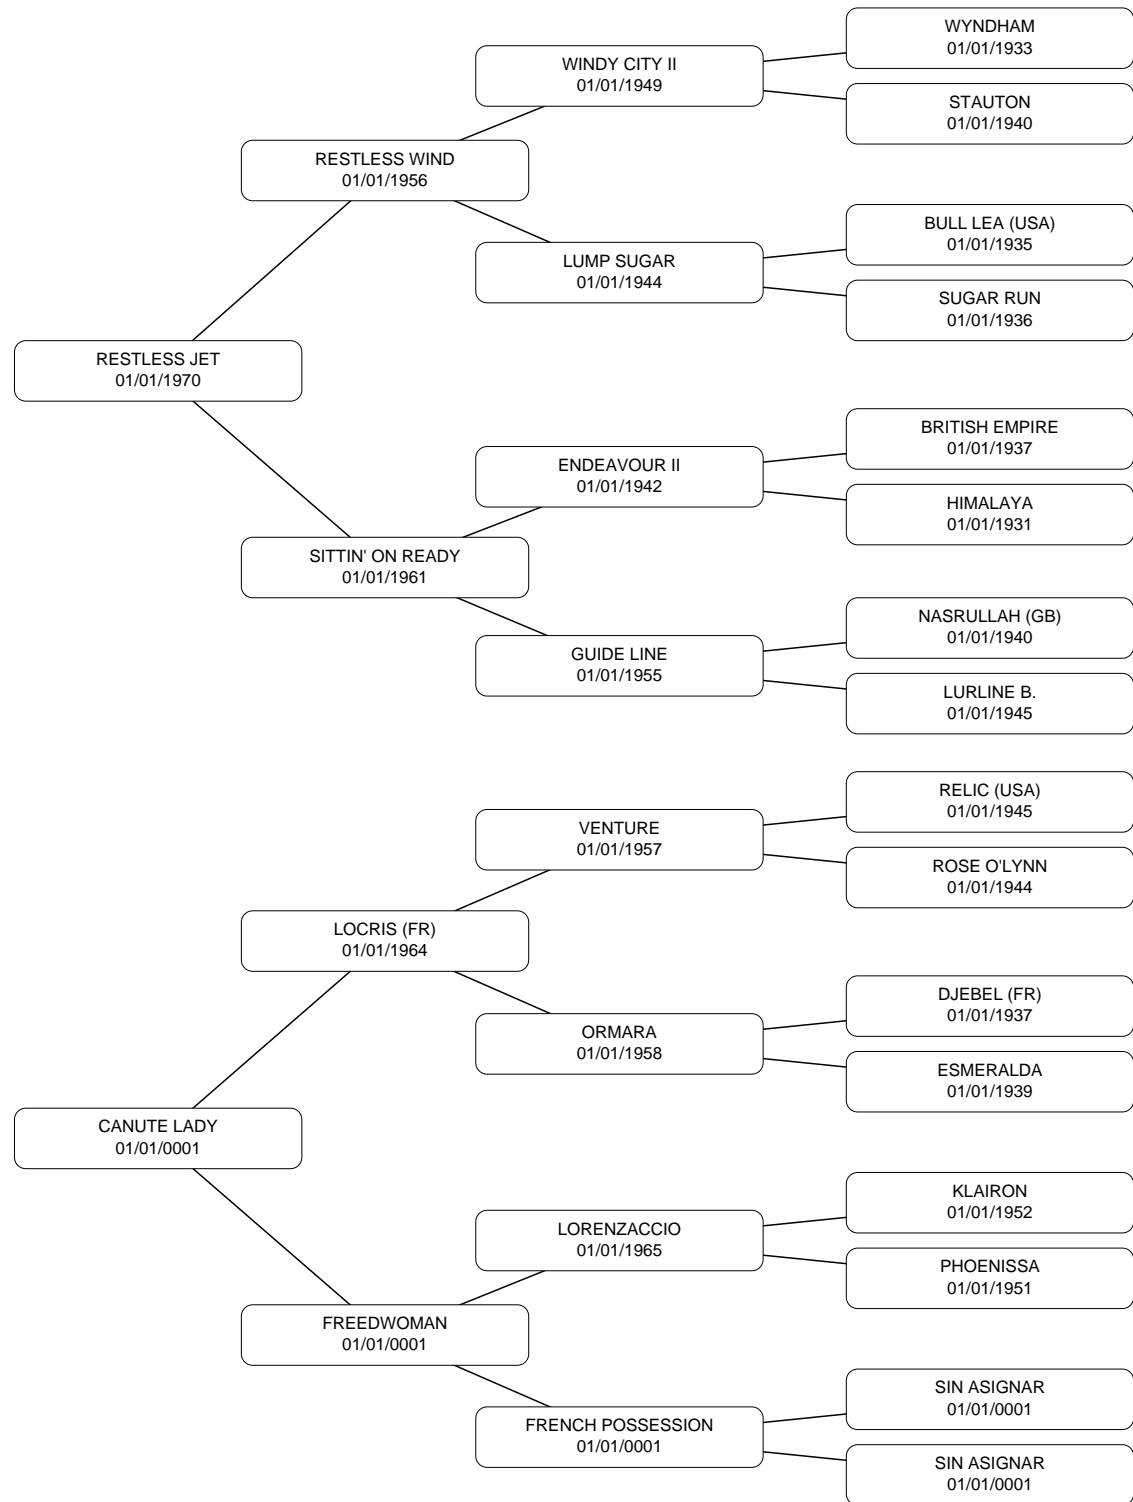 WYNDHAM
01/01/1933
WINDY CITY II
01/01/1949
STAUTON
01/01/1940
RESTLESS WIND
01/01/1956
BULL LEA (USA)
01/01/1935
LUMP SUGAR
01/01/1944
SUGAR RUN
01/01/1936
RESTLESS JET
01/01/1970
BRITISH EMPIRE
01/01/1937
ENDEAVOUR II
01/01/1942
HIMALAYA
01/01/1931
SITTIN' ON READY
01/01/1961
NASRULLAH (GB)
01/01/1940
GUIDE LINE
01/01/1955
LURLINE B.
01/01/1945
RELIC (USA)
01/01/1945
VENTURE
01/01/1957
ROSE O'LYNN
01/01/1944
LOCRIS (FR)
01/01/1964
DJEBEL (FR)
01/01/1937
ORMARA
01/01/1958
ESMERALDA
01/01/1939
CANUTE LADY
01/01/0001
KLAIRON
01/01/1952
LORENZACCIO
01/01/1965
PHOENISSA
01/01/1951
FREEDWOMAN
01/01/0001
SIN ASIGNAR
01/01/0001
FRENCH POSSESSION
01/01/0001
SIN ASIGNAR
01/01/0001